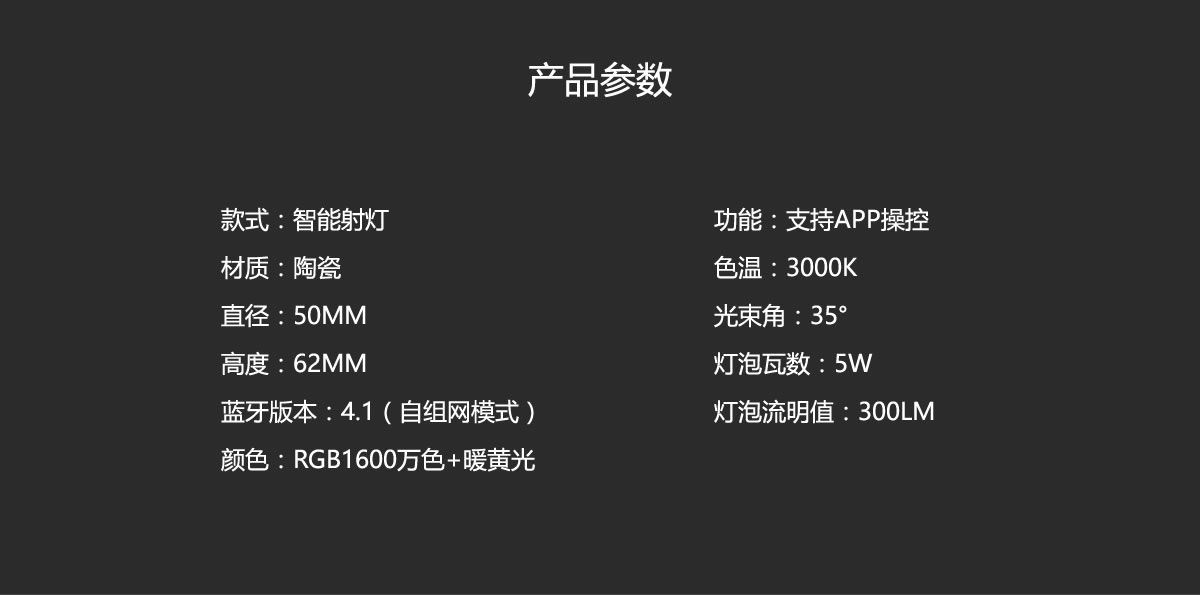 产品参数
款式：智能射灯
材质：陶瓷
直径：50MM
高度：62MM
蓝牙版本：4.1（自组网模式）
颜色：RGB1600万色+暖黄光
功能：支持APP操控
色温：3000K
光束角：35°
灯泡瓦数：5W
灯泡流明值：300LM